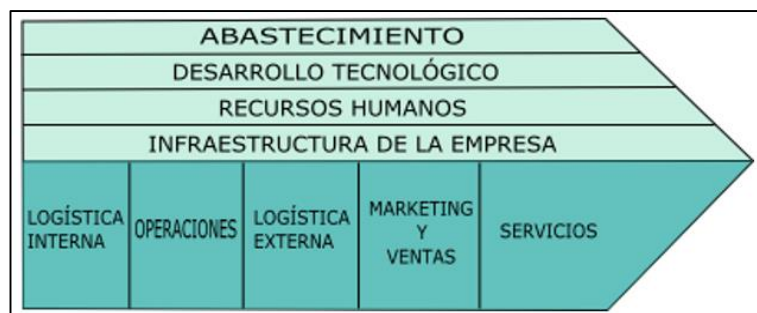 ABASTECIMIENTO
DESARROLLO TECNOLÓGICO
RECURSOS HUMANOS
INFRAESTRUCTURA DE LA EMPRESA
LOGÍSTICA
INTERNA
OPERACIONES
LOGÍSTICA
EXTERNA
MARKETING
Y
VENTAS
SERVICIOS